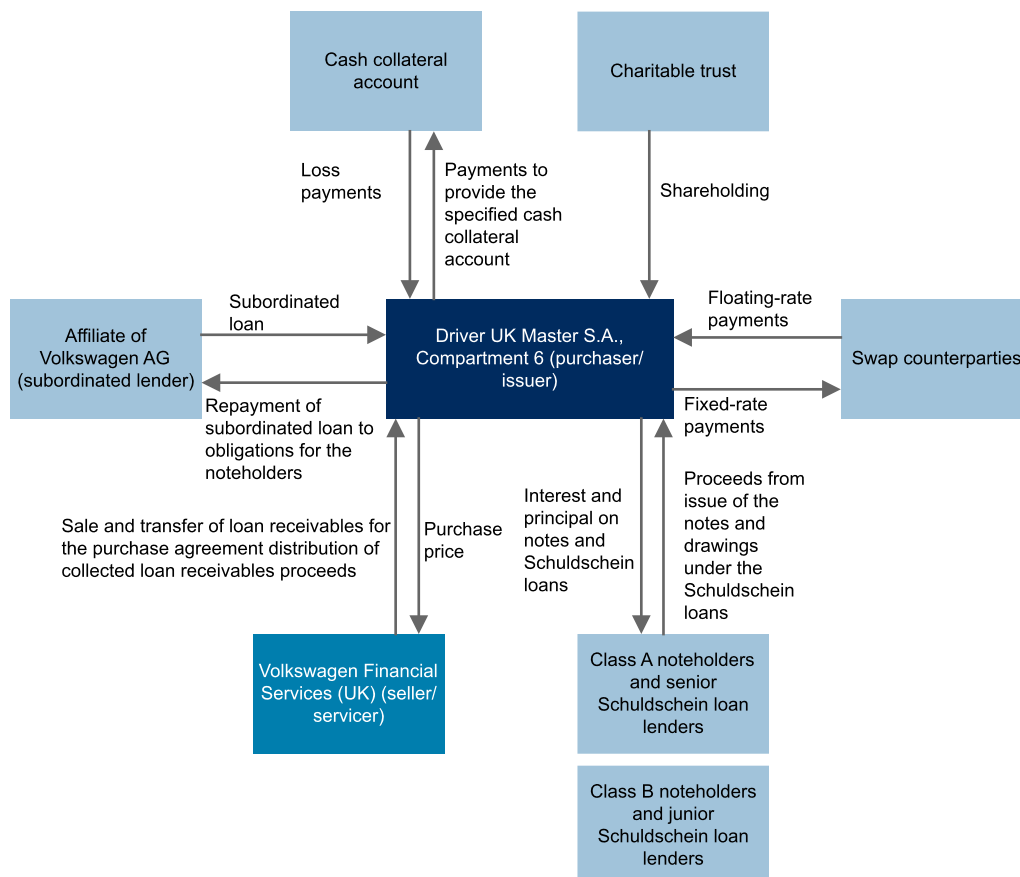 Cash collateral
account
Charitable trust
Loss
payments
Payments to
provide the
specified cash
collateral
account
Shareholding
Affiliate of
Volkswagen AG
(subordinated lender)
Subordinated
loan
Driver UK Master S.A.,
Compartment 6 (purchaser/
issuer)
Floating-rate
payments
Swap counterparties
Repayment of
subordinated loan to
obligations for the
noteholders
Fixed-rate
payments
Sale and transfer of loan receivables for
the purchase agreement distribution of
collected loan receivables proceeds
Purchase
price
Interest and
principal on
notes and
Schuldschein
loans
Proceeds from
issue of the
notes and
drawings
under the
Schuldschein
loans
Volkswagen Financial
Services (UK) (seller/
servicer)
Class A noteholders
and senior
Schuldschein loan
lenders
Class B noteholders
and junior
Schuldschein loan
lenders